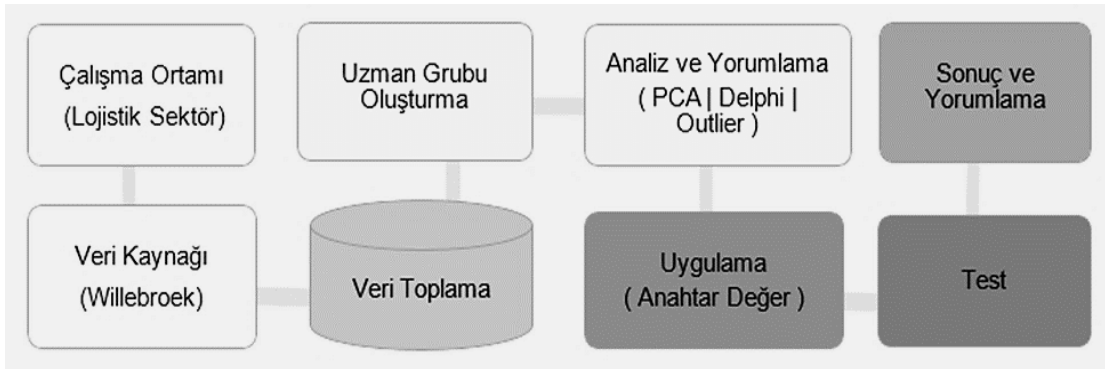 Çalışma Ortamı
(Lojistik Sektör)
Uzman Grubu
Oluşturma
Analiz ve Yorumlama
( PCA | Delphi |
Outlier )
Sonuç ve
Yorumlama
Veri Kaynağı
(Willebroek)
Veri Toplama
Uygulama
( Anahtar Değer )
Test